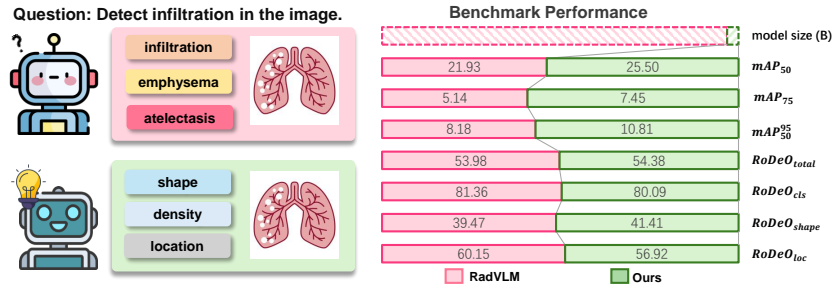 Question: Detect infiltration in the image.
?
infiltration
emphysema
atelectasis
shape
density
location
Benchmark Performance
model size (B)
21.93 25.50 mAP50
5.14 7.45 mAP75
8.18 10.81 mAP50 95
53.98 54.38 RoDeOtotal
81.36 80.09 RoDeOcls
39.47 41.41 RoDeOshape
60.15 56.92 RoDeOloc
RadVLM Ours